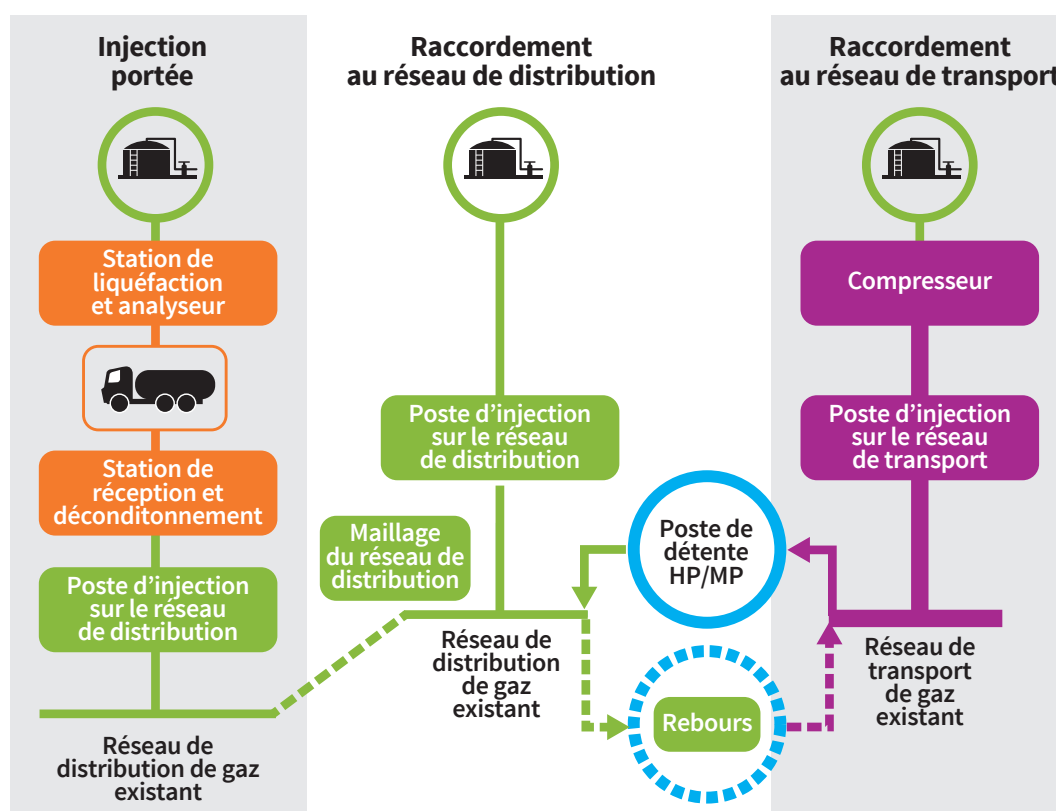 Injection
portée
Station de
liquéfaction
et analyseur
Station de
réception et
déconditonnement
Poste d’injection
sur le réseau
de distribution
Réseau de
distribution de gaz
existant
Raccordement
au réseau de distribution
Poste d’injection
sur le réseau
de distribution
Maillage
du réseau de
distribution
Réseau de
distribution
de gaz
existant
Poste de
détente
HP/MP
Rebours
Raccordement
au réseau de transport
Compresseur
Poste d’injection
sur le réseau
de transport
Réseau de
transport
de gaz
existant